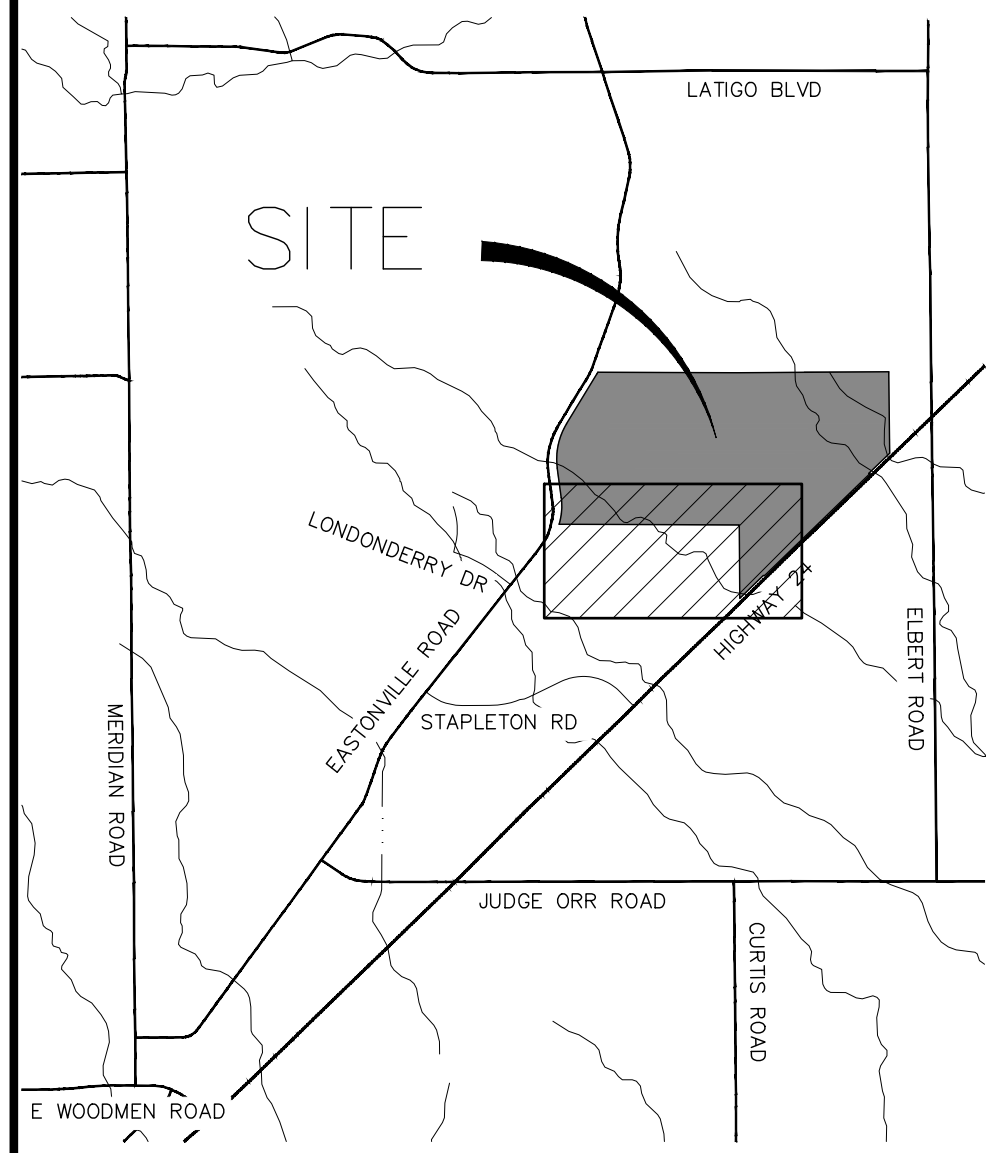 LATIGO BLVD
SITE
LONDONDERRY DR
HIGHWAY 24
EASTONVILLE ROAD
ELBERT ROAD
STAPLETON RD
MERIDIAN ROAD
JUDGE ORR ROAD
CURTIS ROAD
E WOODMEN ROAD